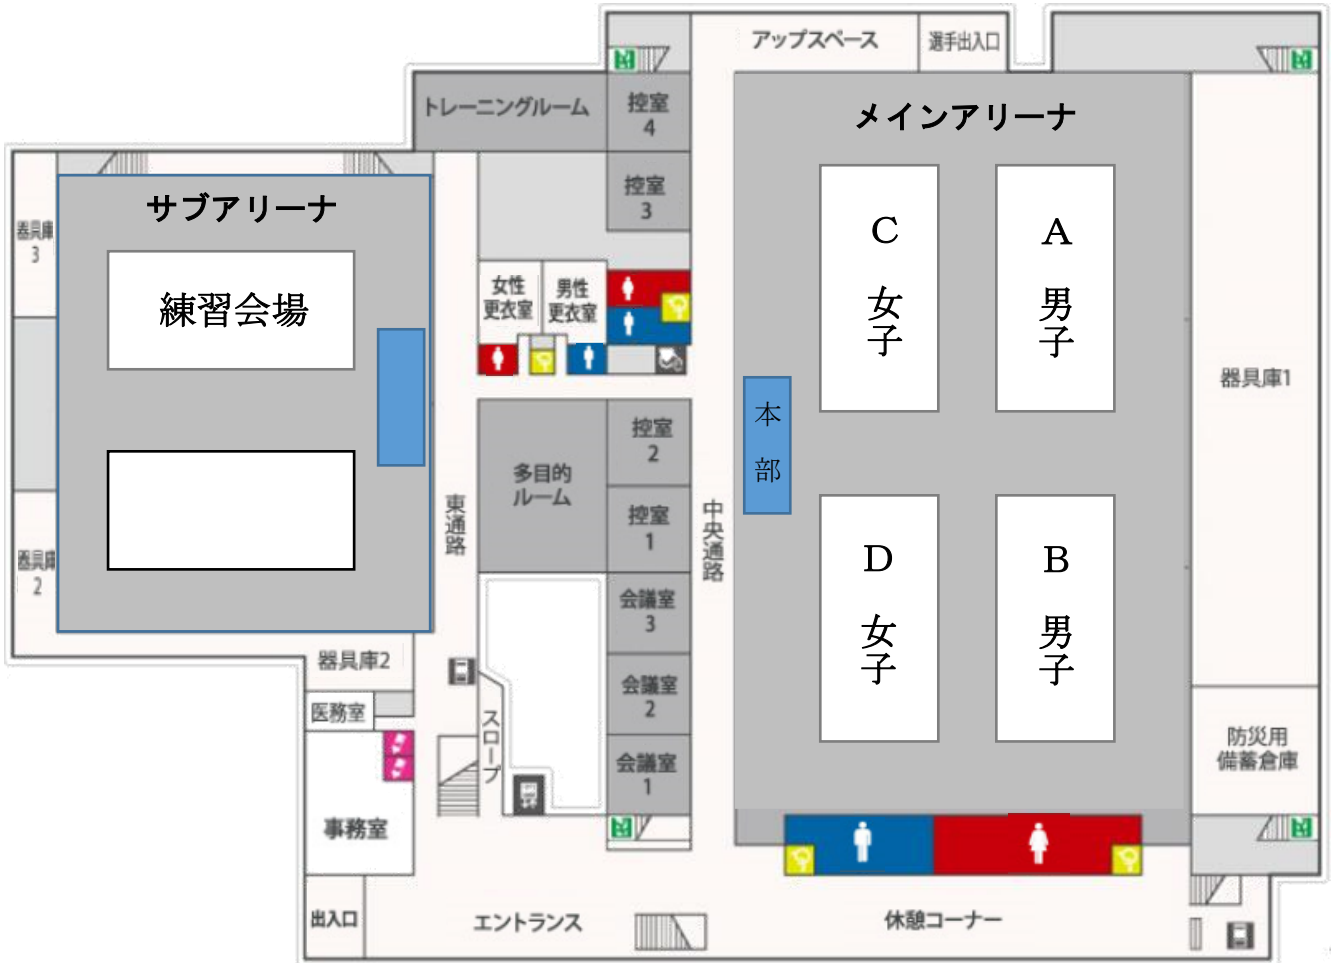 アップスペース
選手出入口
トレーニングルーム
控室
4
メインアリーナ
控室
3
サブアリーナ
器具庫
3
練習会場
女性
更衣室
男性
更衣室
C
女
子
A
男
子
器具庫1
本
部
控室
2
多目的
ルーム
控室
1
東通路
中央通路
器具庫
2
D
女
子
B
男
子
会議室
3
会議室
2
会議室
1
器具庫2
医務室
スロープ
防災用
備蓄倉庫
事務室
出入口
エントランス
休憩コーナー